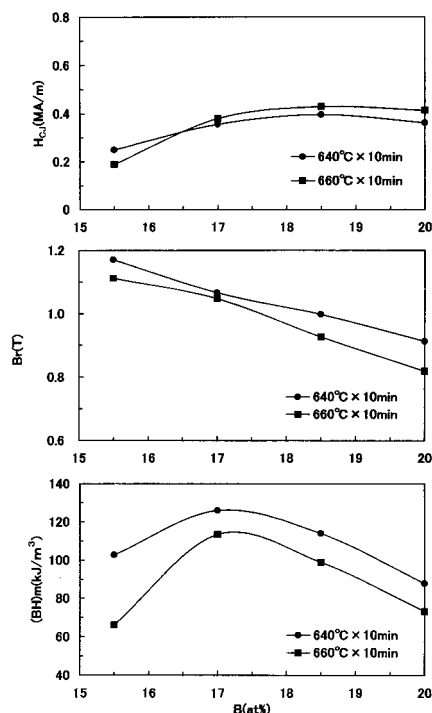 0.8
0.6
H_CJ(MA/m)
0.4
0.2
0
640℃×10min
660℃×10min
15 16 17 18 19 20
1.2
1.0
Br(T)
0.8
0.6
640℃×10min
660℃×10min
15 16 17 18 19 20
140
120
100
(BH)m(kJ/m³)
80
60
40
640℃×10min
660℃×10min
15 16 17 18 19 20
B(at%)